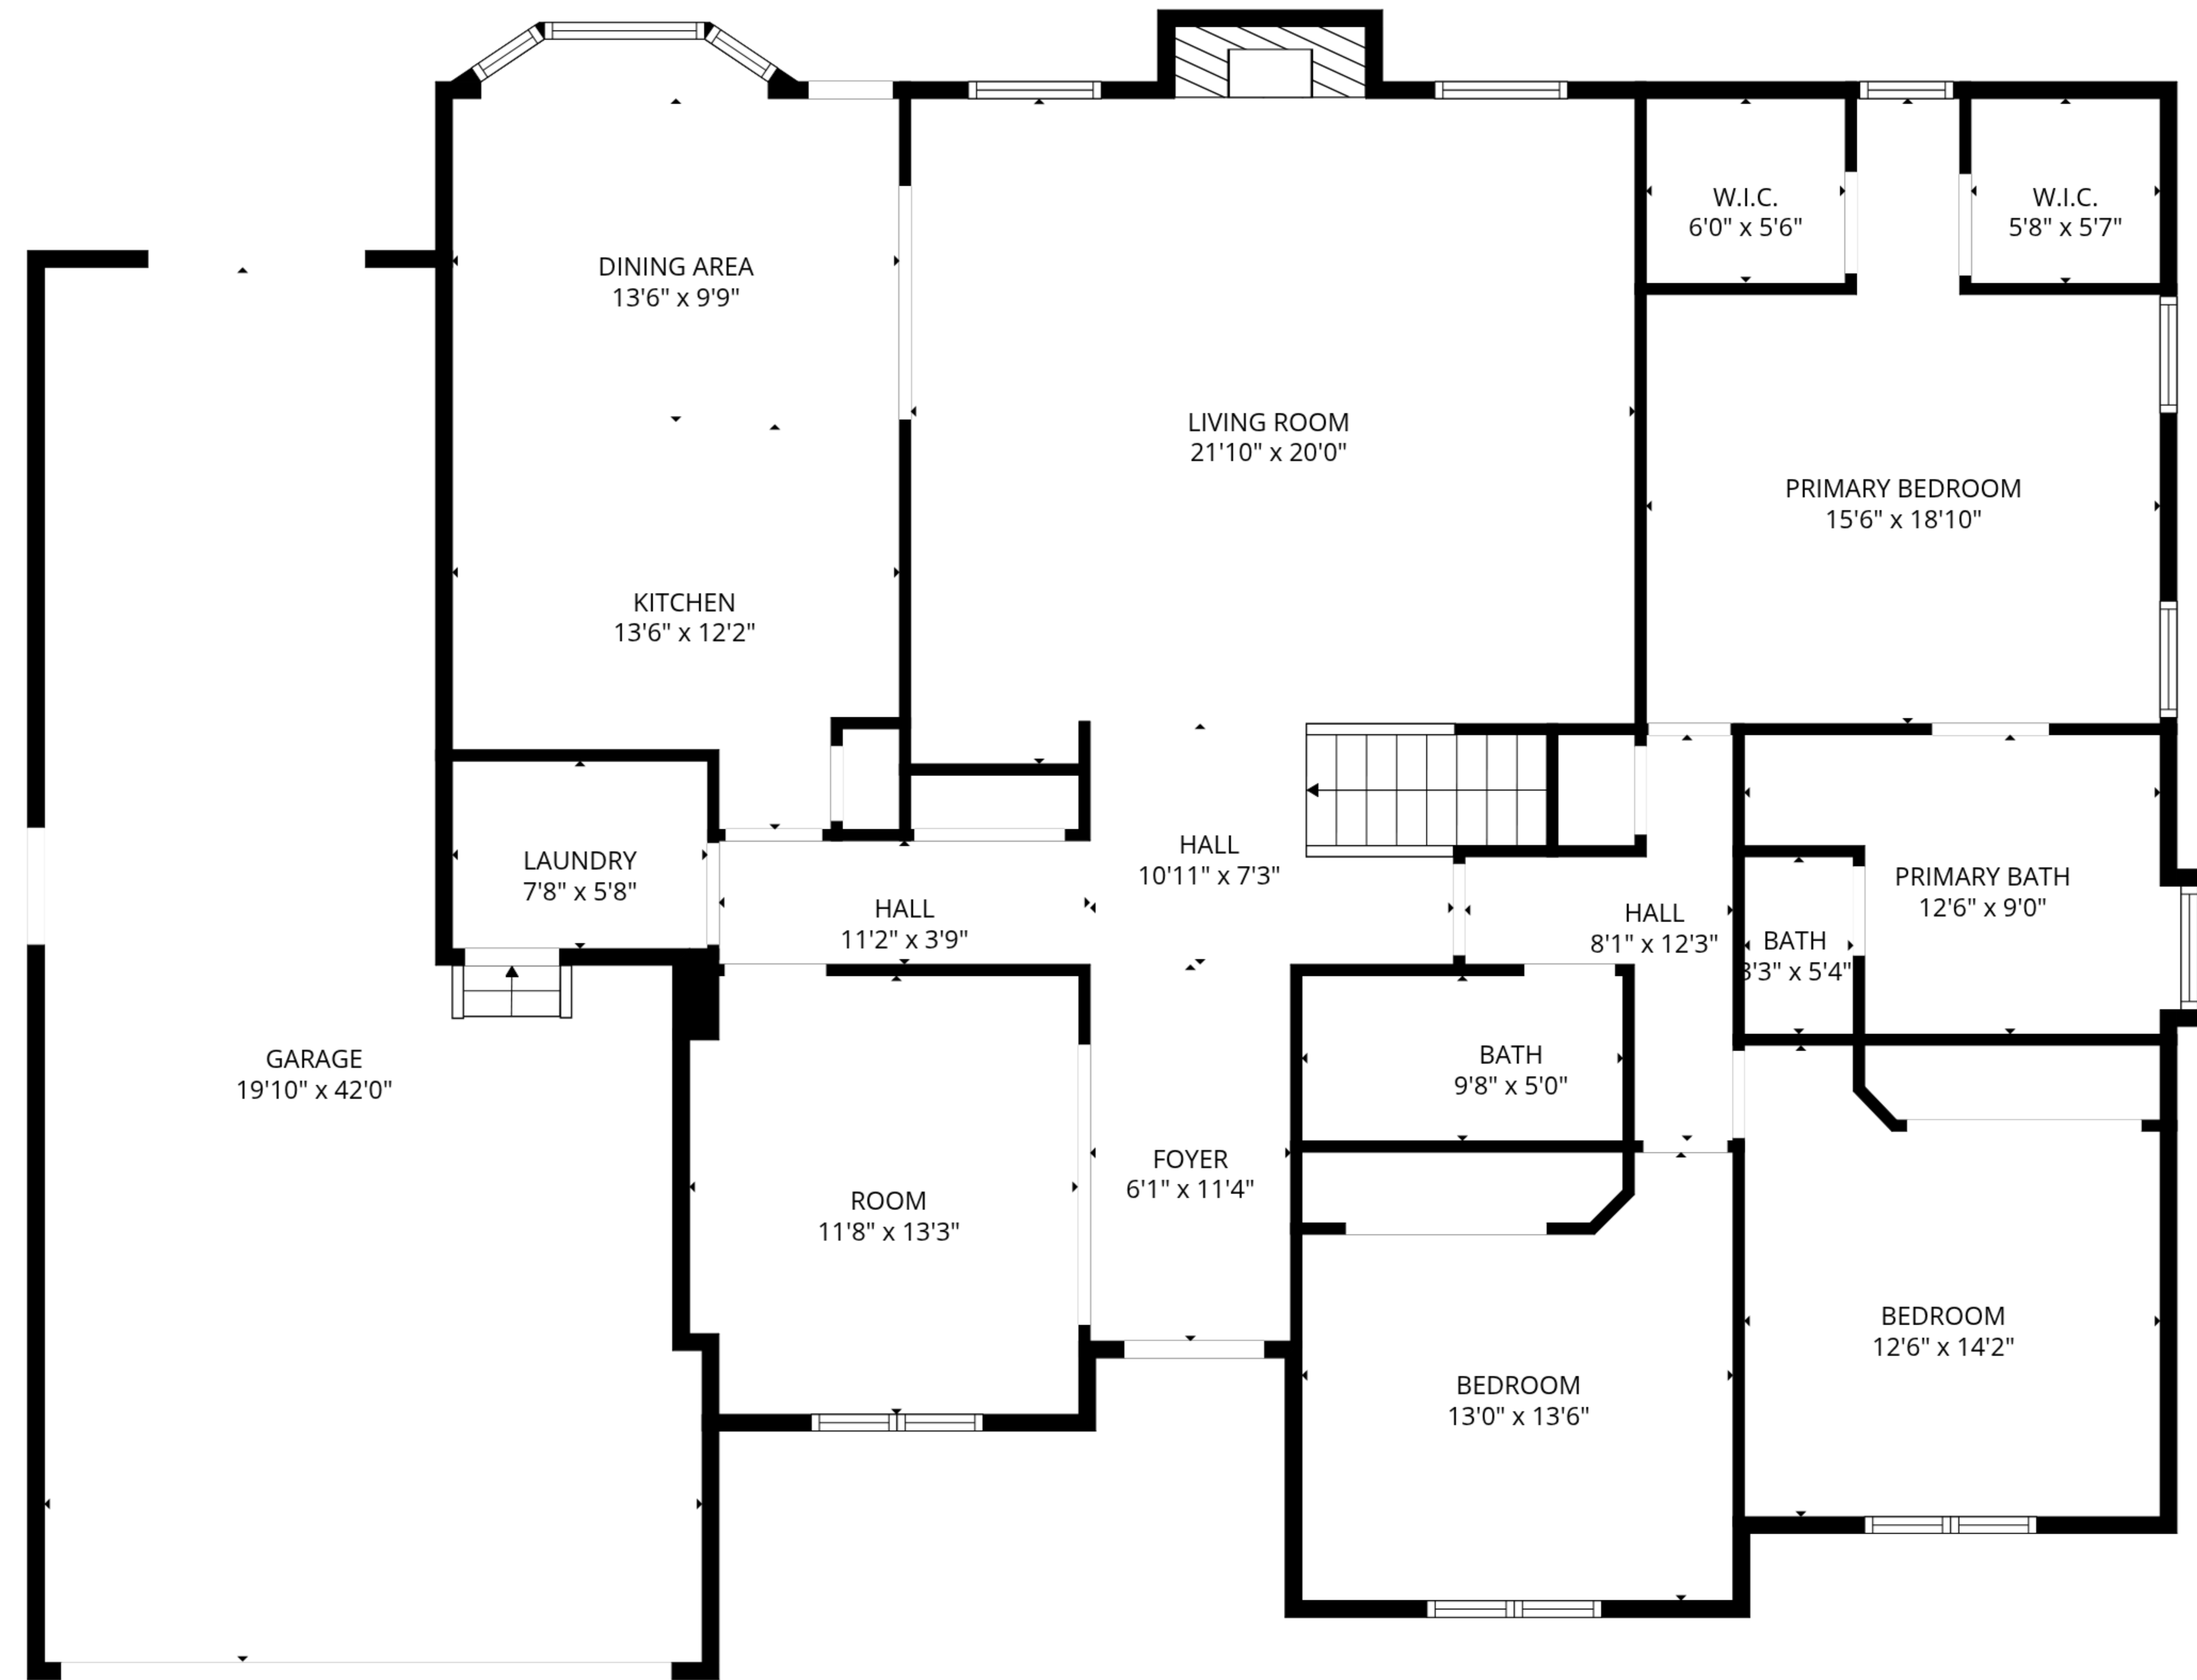 W.I.C.
6'0" x 5'6"
W.I.C.
5'8" x 5'7"
DINING AREA
13'6" x 9'9"
LIVING ROOM
21'10" x 20'0"
PRIMARY BEDROOM
15'6" x 18'10"
KITCHEN
13'6" x 12'2"
HALL
10'11" x 7'3"
LAUNDRY
7'8" x 5'8"
PRIMARY BATH
12'6" x 9'0"
HALL
11'2" x 3'9"
HALL
8'1" x 12'3"
BATH
3'3" x 5'4"
GARAGE
19'10" x 42'0"
BATH
9'8" x 5'0"
FOYER
6'1" x 11'4"
ROOM
11'8" x 13'3"
BEDROOM
12'6" x 14'2"
BEDROOM
13'0" x 13'6"